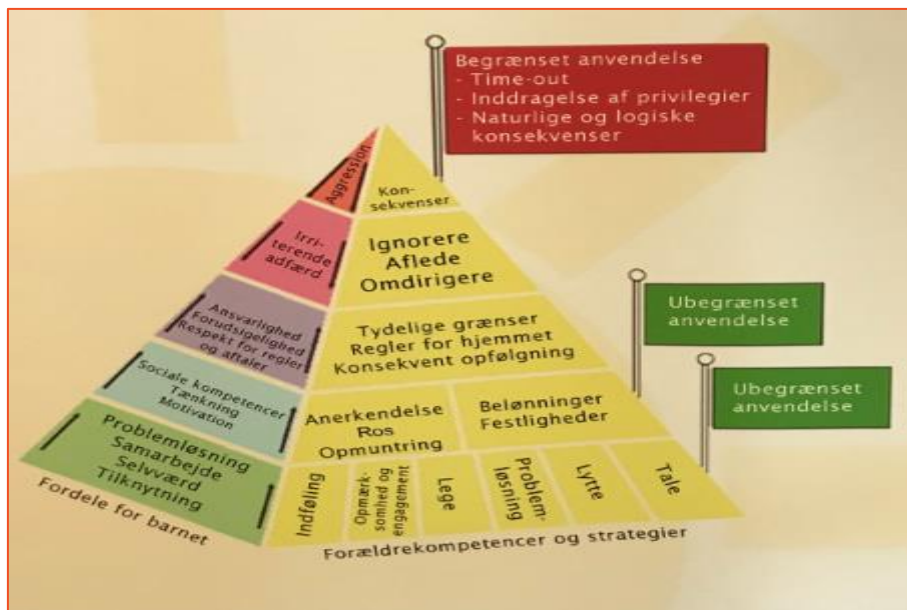 Begrænset anvendelse
- Time-out
- Inddragelse af privilegier
- Naturlige og logiske
konsekvenser
Aggression
Kon-
sekvenser
Irri-
terende
adfærd
Ignorere
Aflede
Omdirigere
Ubegrænset
anvendelse
Ansvarlighed
Forudsigelighed
Respekt for regler
og aftaler
Tydelige grænser
Regler for hjemmet
Konsekvent opfølgning
Ubegrænset
anvendelse
Sociale kompetencer
Tænkning
Motivation
Anerkendelse
Ros
Opmuntring
Belønninger
Festligheder
Problemløsning
Samarbejde
Selvværd
Tilknytning
Indføling
Opmærk-
somhed og
engagement
Lege
Problem-
løsning
Lytte
Tale
Fordele for barnet
Forældrekompetencer og strategier